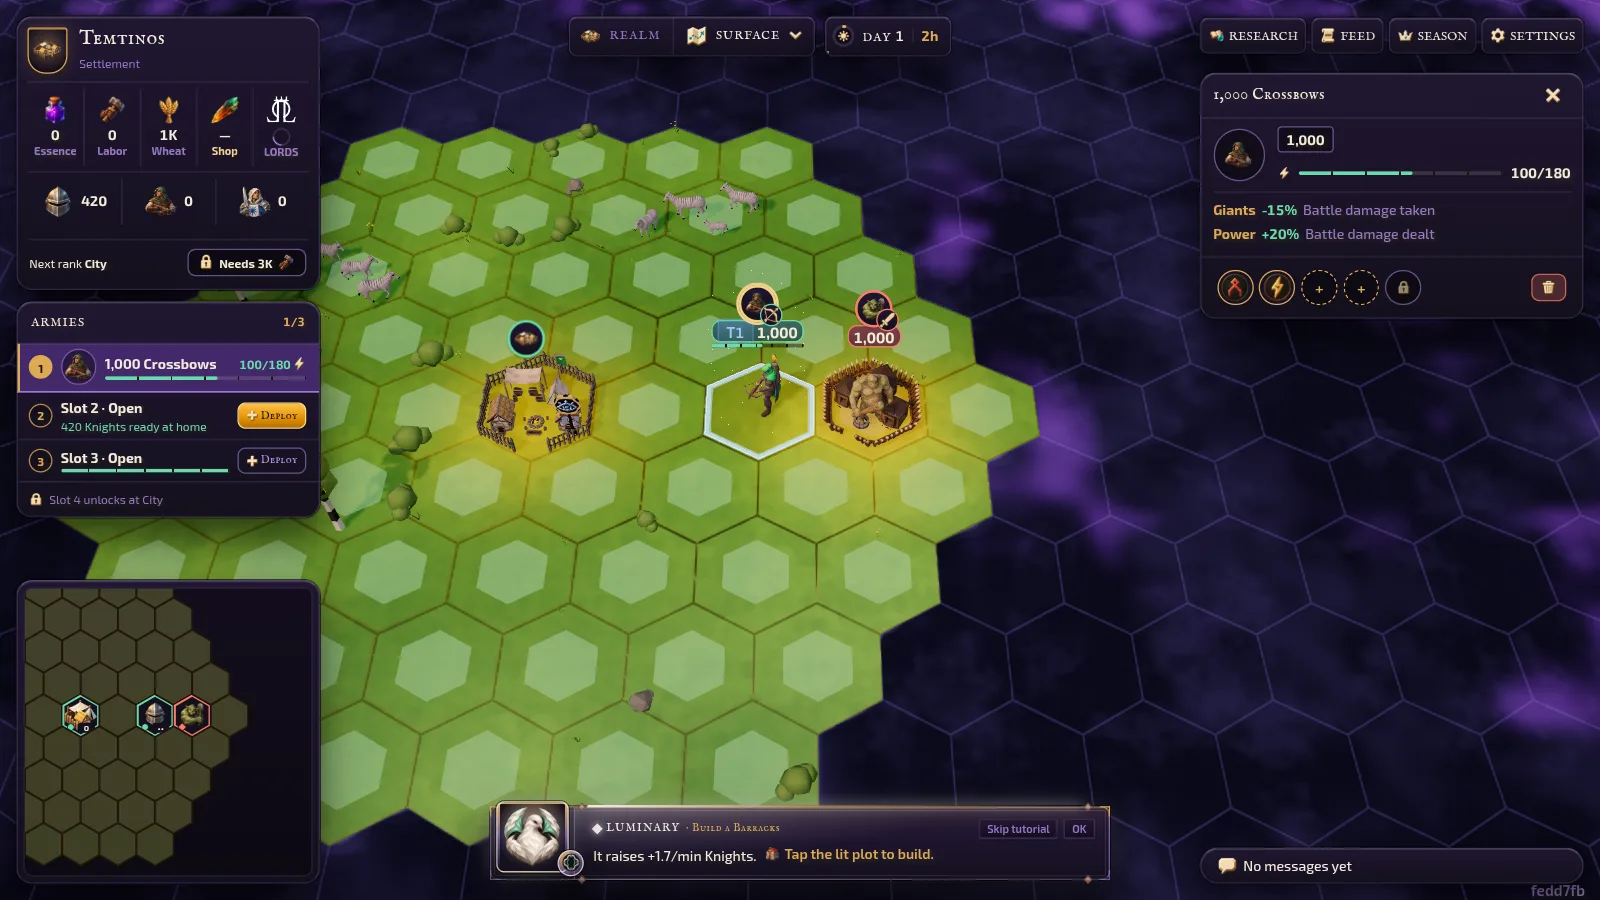 Temtinos
Settlement
0 Essence
0 Labor
1K Wheat
— Shop
LORDS
420
0
0
Next rank City
Needs 3K
ARMIES 1/3
1 1,000 Crossbows 100/180
2 Slot 2 · Open
420 Knights ready at home
+ Deploy
3 Slot 3 · Open
+ Deploy
Slot 4 unlocks at City
REALM
SURFACE
DAY 1 2h
RESEARCH
FEED
SEASON
SETTINGS
1,000 Crossbows
1,000
100/180
Giants -15% Battle damage taken
Power +20% Battle damage dealt
T1 1,000
1,000
0
LUMINARY · Build a Barracks
Skip tutorial
OK
It raises +1.7/min Knights. Tap the lit plot to build.
No messages yet
fedd7fb